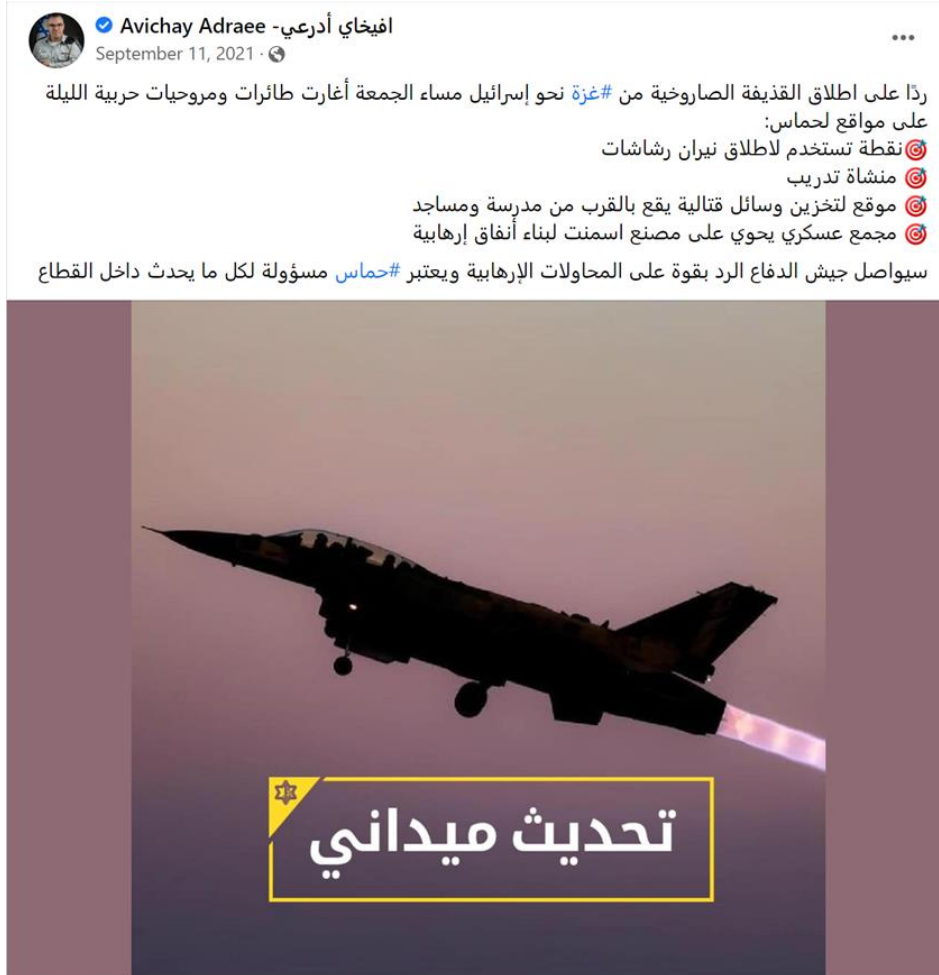 افيخاي أدرعي- Avichay Adraee
September 11, 2021 ·
ردًا على اطلاق القذيفة الصاروخية من #غزة نحو إسرائيل مساء الجمعة أغارت طائرات ومروحيات حربية الليلة
على مواقع لحماس:
🎯نقطة تستخدم لاطلاق نيران رشاشات
🎯 منشاة تدريب
🎯 موقع لتخزين وسائل قتالية يقع بالقرب من مدرسة ومساجد
🎯 مجمع عسكري يحوي على مصنع اسمنت لبناء أنفاق إرهابية
سيواصل جيش الدفاع الرد بقوة على المحاولات الإرهابية ويعتبر #حماس مسؤولة لكل ما يحدث داخل القطاع
تحديث ميداني